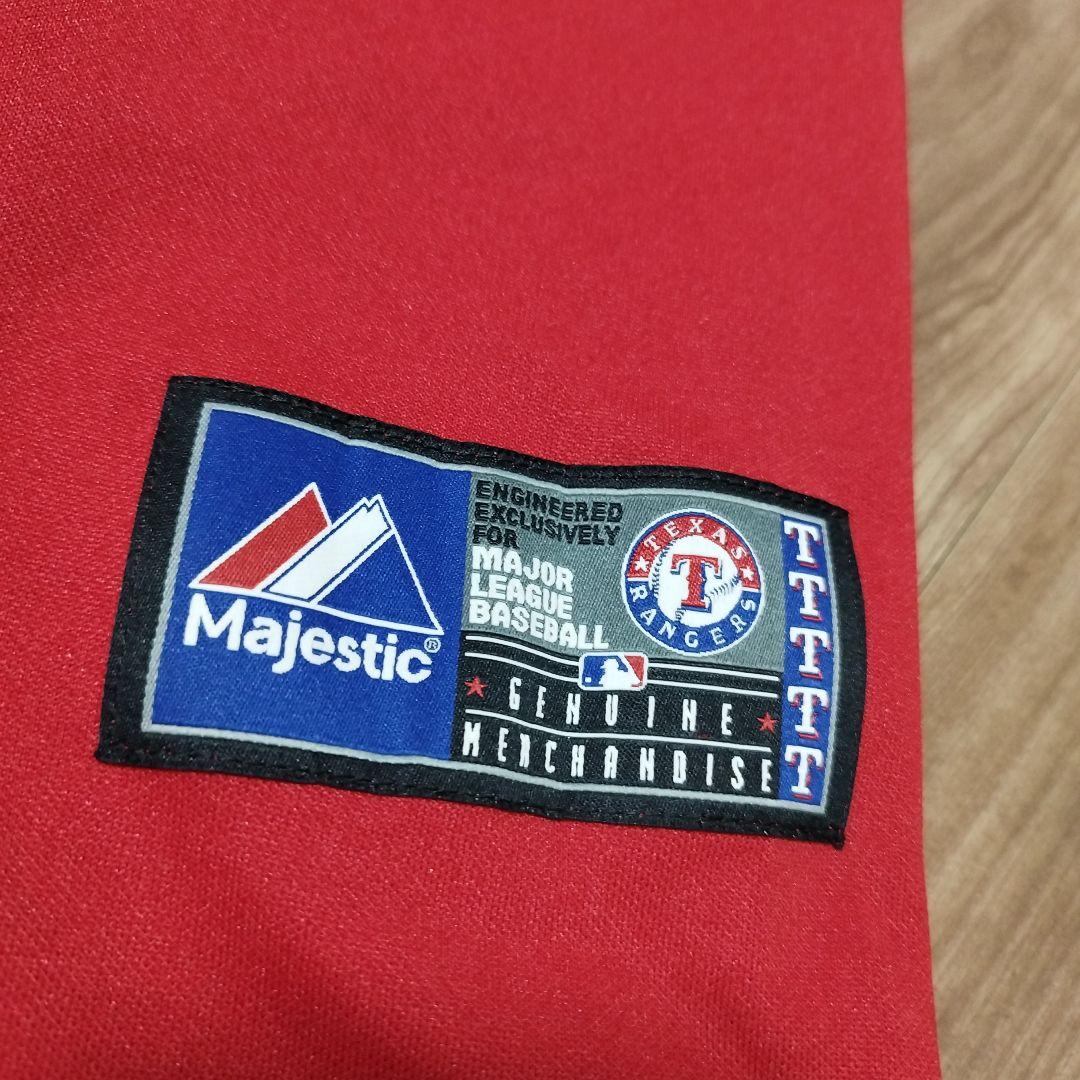 Majestic®
ENGINEERED
EXCLUSIVELY
FOR
MAJOR
LEAGUE
BASEBALL
TEXAS
T
RANGERS
GENUINE
MERCHANDISE
T
T
T
T
T
T